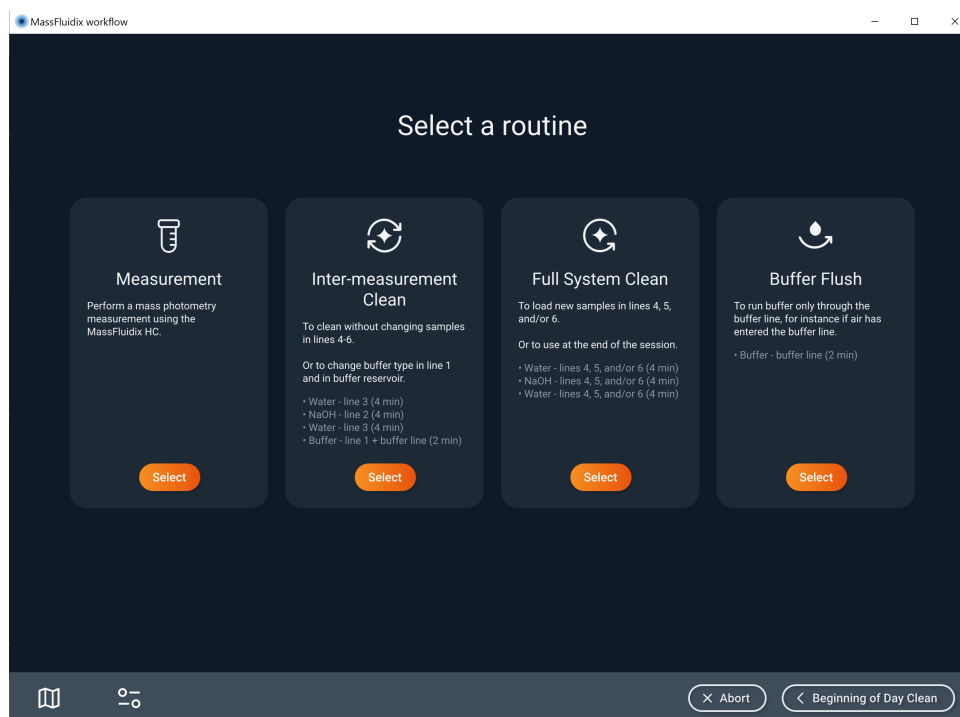 MassFluidix workflow
Select a routine
Measurement
Perform a mass photometry
measurement using the
MassFluidix HC.
Select
Inter-measurement
Clean
To clean without changing samples
in lines 4-6.
Or to change buffer type in line 1
and in buffer reservoir.
• Water - line 3 (4 min)
• NaOH - line 2 (4 min)
• Water - line 3 (4 min)
• Buffer - line 1 + buffer line (2 min)
Select
Full System Clean
To load new samples in lines 4, 5,
and/or 6.
Or to use at the end of the session.
• Water - lines 4, 5, and/or 6 (4 min)
• NaOH - lines 4, 5, and/or 6 (4 min)
• Water - lines 4, 5, and/or 6 (4 min)
Select
Buffer Flush
To run buffer only through the
buffer line, for instance if air has
entered the buffer line.
• Buffer - buffer line (2 min)
Select
Abort
Beginning of Day Clean